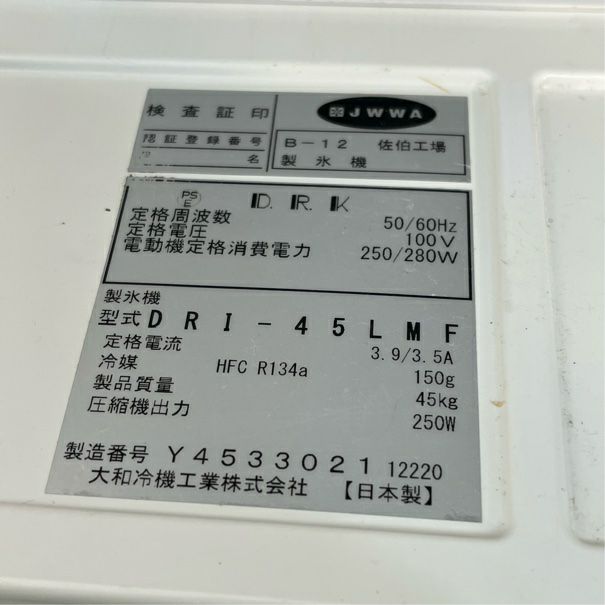 検査証印
JWWA
認証登録番号
B-12 佐伯工場
名
製氷機
PS
E
D.R.K
定格周波数 50/60Hz
定格電圧 100V
電動機定格消費電力 250/280W
製氷機
型式 DRI-45LMF
定格電流 3.9/3.5A
冷媒 HFC R134a 150g
製品質量 45kg
圧縮機出力 250W
製造番号 Y4533021 12220
大和冷機工業株式会社 【日本製】